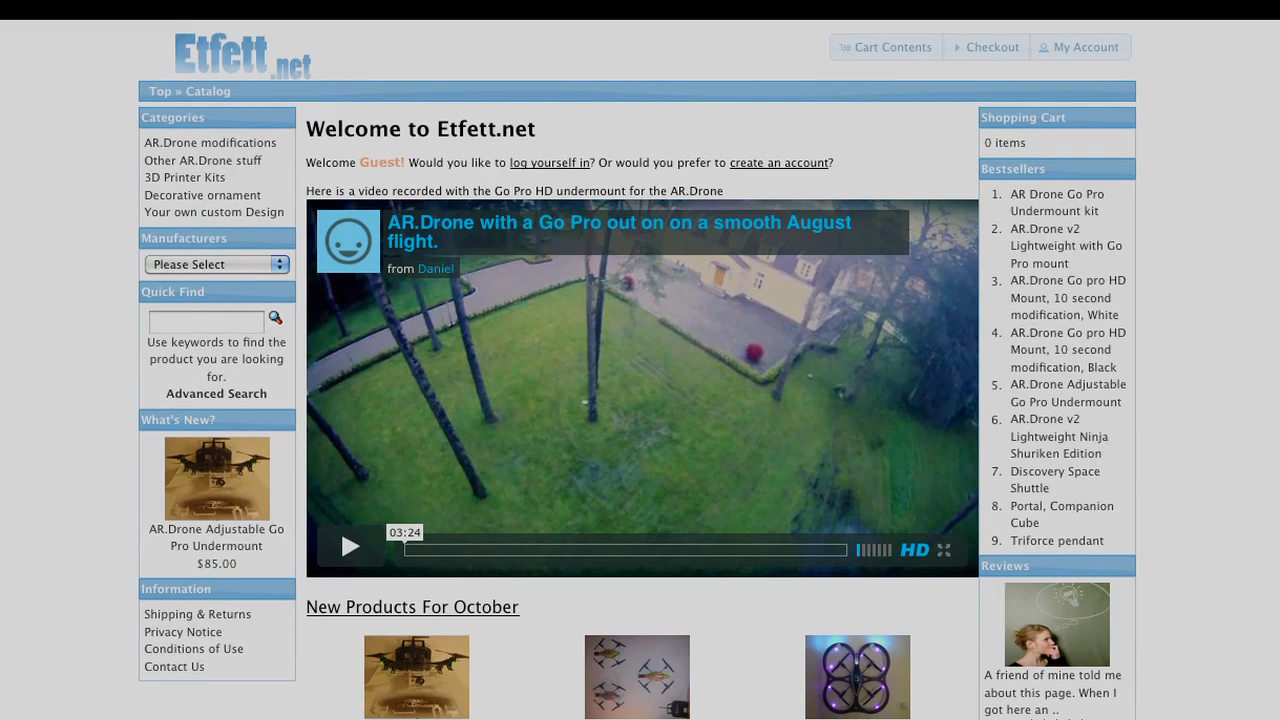 Etfett.net
Cart Contents
Checkout
My Account
Top » Catalog
Categories
AR.Drone modifications
Other AR.Drone stuff
3D Printer Kits
Decorative ornament
Your own custom Design
Manufacturers
Please Select
Quick Find
Use keywords to find the
product you are looking
for.
Advanced Search
What's New?
AR.Drone Adjustable Go
Pro Undermount
$85.00
Information
Shipping & Returns
Privacy Notice
Conditions of Use
Contact Us
Welcome to Etfett.net
Welcome Guest! Would you like to log yourself in? Or would you prefer to create an account?
Here is a video recorded with the Go Pro HD undermount for the AR.Drone
AR.Drone with a Go Pro out on on a smooth August
flight.
from Daniel
03:24
HD
New Products For October
Shopping Cart
0 items
Bestsellers
1. AR Drone Go Pro
Undermount kit
2. AR.Drone v2
Lightweight with Go
Pro mount
3. AR.Drone Go pro HD
Mount, 10 second
modification, White
4. AR.Drone Go pro HD
Mount, 10 second
modification, Black
5. AR.Drone Adjustable
Go Pro Undermount
6. AR.Drone v2
Lightweight Ninja
Shuriken Edition
7. Discovery Space
Shuttle
8. Portal, Companion
Cube
9. Triforce pendant
Reviews
A friend of mine told me
about this page. When I
got here an ..